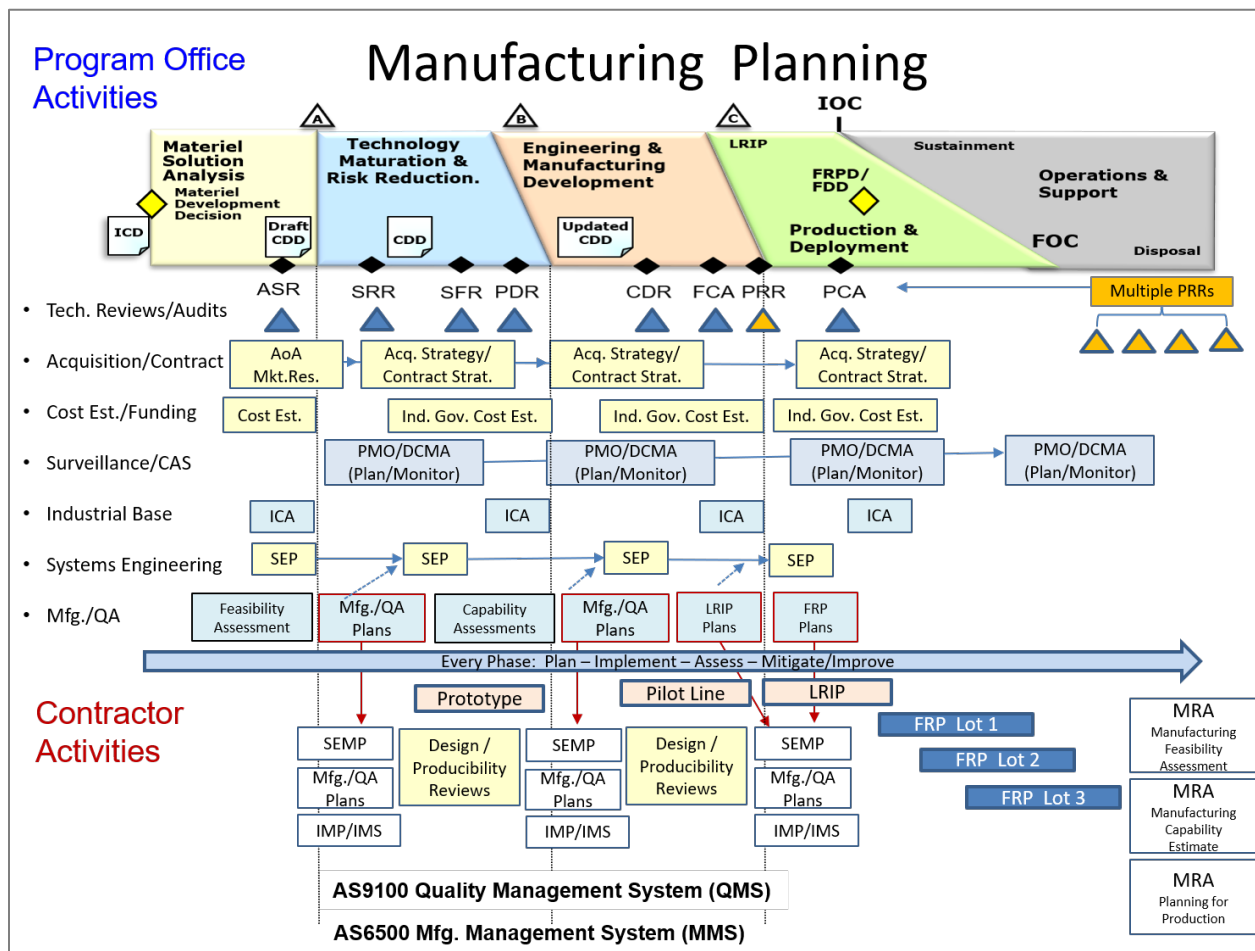 Program Office
Activities
Manufacturing Planning
A
B
C
IOC
Materiel
Solution
Analysis
Materiel
Development
Decision
Technology
Maturation &
Risk Reduction.
Engineering &
Manufacturing
Development
LRIP
FRPD/
FDD
Production &
Deployment
Sustainment
Operations &
Support
FOC
Disposal
ICD
Draft
CDD
CDD
Updated
CDD
ASR
SRR
SFR
PDR
CDR
FCA
PRR
PCA
Multiple PRRs
• Tech. Reviews/Audits
• Acquisition/Contract
AoA
Mkt.Res.
Acq. Strategy/
Contract Strat.
Acq. Strategy/
Contract Strat.
Acq. Strategy/
Contract Strat.
• Cost Est./Funding
Cost Est.
Ind. Gov. Cost Est.
Ind. Gov. Cost Est.
Ind. Gov. Cost Est.
• Surveillance/CAS
PMO/DCMA
(Plan/Monitor)
PMO/DCMA
(Plan/Monitor)
PMO/DCMA
(Plan/Monitor)
PMO/DCMA
(Plan/Monitor)
• Industrial Base
ICA
ICA
ICA
ICA
• Systems Engineering
SEP
SEP
SEP
SEP
• Mfg./QA
Feasibility
Assessment
Mfg./QA
Plans
Capability
Assessments
Mfg./QA
Plans
LRIP
Plans
FRP
Plans
Every Phase: Plan – Implement – Assess – Mitigate/Improve
Contractor
Activities
Prototype
Pilot Line
LRIP
FRP Lot 1
FRP Lot 2
FRP Lot 3
SEMP
Mfg./QA
Plans
IMP/IMS
Design /
Producibility
Reviews
SEMP
Mfg./QA
Plans
IMP/IMS
Design /
Producibility
Reviews
SEMP
Mfg./QA
Plans
IMP/IMS
MRA
Manufacturing
Feasibility
Assessment
MRA
Manufacturing
Capability
Estimate
MRA
Planning for
Production
AS9100 Quality Management System (QMS)
AS6500 Mfg. Management System (MMS)